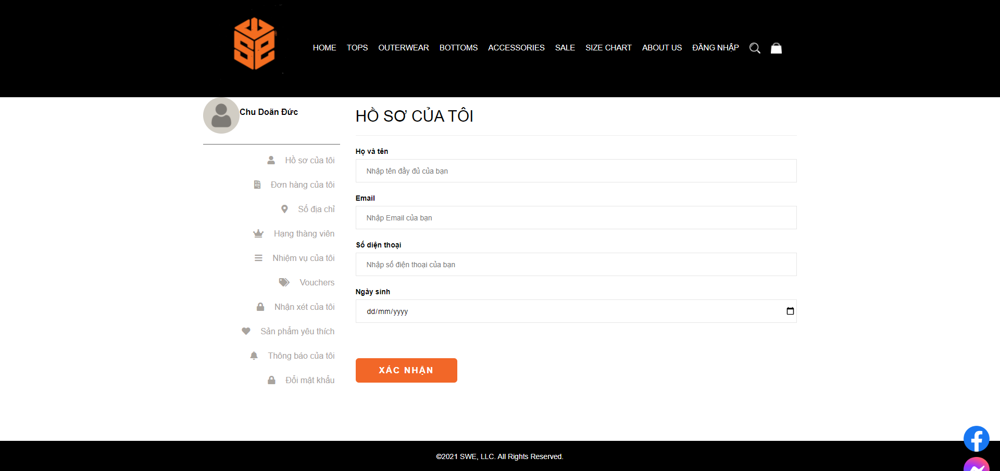 SWE
HOME TOPS OUTERWEAR BOTTOMS ACCESSORIES SALE SIZE CHART ABOUT US ĐĂNG NHẬP
Chu Doãn Đức
Hồ sơ của tôi
Đơn hàng của tôi
Số địa chỉ
Hạng thàng viên
Nhiệm vụ của tôi
Vouchers
Nhận xét của tôi
Sản phẩm yêu thích
Thông báo của tôi
Đổi mật khẩu
HỒ SƠ CỦA TÔI
Họ và tên
Nhập tên đầy đủ của bạn
Email
Nhập Email của bạn
Số diện thoại
Nhập số điện thoại của bạn
Ngày sinh
dd/mm/yyyy
XÁC NHẬN
©2021 SWE, LLC. All Rights Reserved.